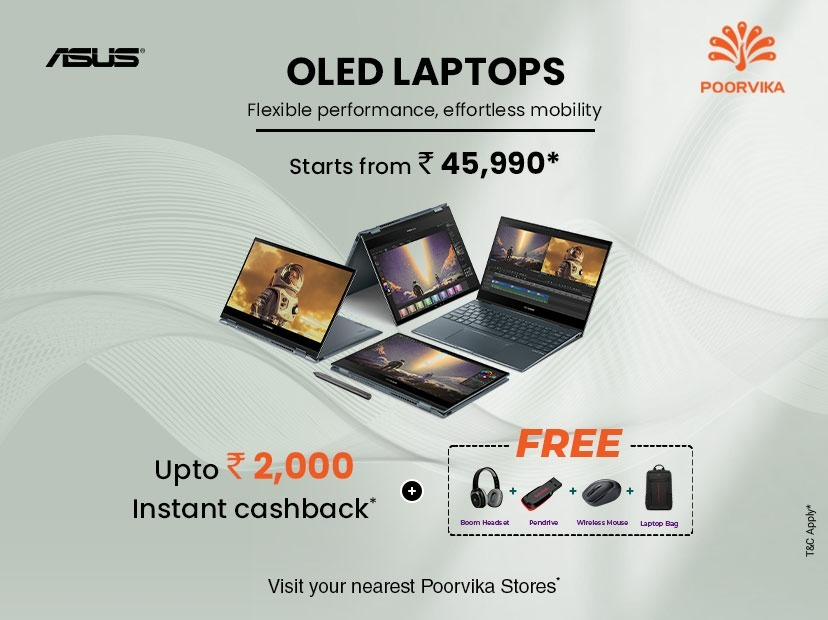 ASUS®
POORVIKA
OLED LAPTOPS
Flexible performance, effortless mobility
Starts from ₹ 45,990*
Upto ₹ 2,000
Instant cashback*
+
FREE
+ + +
Boom Headset Pendrive Wireless Mouse Laptop Bag
T&C Apply*
Visit your nearest Poorvika Stores*